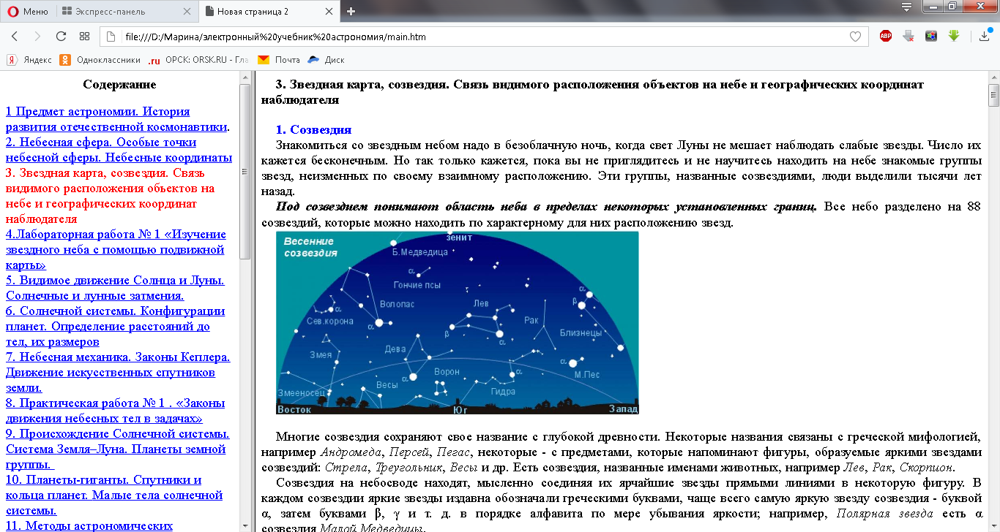 Меню
Экспресс-панель
Новая страница 2
file:///D:/Марина/электронный%20учебник%20астрономия/main.htm
ABP
Яндекс
Одноклассники
.ru ОРСК: ORSK.RU - Гла
Почта
Диск
Содержание
1 Предмет астрономии. История
развития отечественной космонавтики.
2. Небесная сфера. Особые точки
небесной сферы. Небесные координаты
3. Звездная карта, созвездия. Связь
видимого расположения объектов на
небе и географических координат
наблюдателя
4.Лабораторная работа № 1 «Изучение
звездного неба с помощью подвижной
карты»
5. Видимое движение Солнца и Луны.
Солнечные и лунные затмения.
6. Солнечной системы. Конфигурации
планет. Определение расстояний до
тел, их размеров
7. Небесная механика. Законы Кеплера.
Движение искусственных спутников
земли.
8. Практическая работа № 1 . «Законы
движения небесных тел в задачах»
9. Происхождение Солнечной системы.
Система Земля–Луна. Планеты земной
группы.
10. Планеты-гиганты. Спутники и
кольца планет. Малые тела солнечной
системы.
11. Методы астрономических
3. Звездная карта, созвездия. Связь видимого расположения объектов на небе и географических координат
наблюдателя
1. Созвездия
Знакомиться со звездным небом надо в безоблачную ночь, когда свет Луны не мешает наблюдать слабые звезды. Число их
кажется бесконечным. Но так только кажется, пока вы не приглядитесь и не научитесь находить на небе знакомые группы
звезд, неизменных по своему взаимному расположению. Эти группы, названные созвездиями, люди выделили тысячи лет
назад.
Под созвездием понимают область неба в пределах некоторых установленных границ. Все небо разделено на 88
созвездий, которые можно находить по характерному для них расположению звезд.
Весенние
созвездия
зенит
Б.Медведица
α
Гончие псы
Волопас
Лев
α
β
α
Сев.корона
α
Рак
β
α
Близнецы
Змея
Дева
α
М.Пес
Ворон
α
α
Весы
Гидра
Змееносец
Восток
Юг
Запад
Многие созвездия сохраняют свое название с глубокой древности. Некоторые названия связаны с греческой мифологией,
например Андромеда, Персей, Пегас, некоторые - с предметами, которые напоминают фигуры, образуемые яркими звездами
созвездий: Стрела, Треугольник, Весы и др. Есть созвездия, названные именами животных, например Лев, Рак, Скорпион.
Созвездия на небосводе находят, мысленно соединяя их ярчайшие звезды прямыми линиями в некоторую фигуру. В
каждом созвездии яркие звезды издавна обозначали греческими буквами, чаще всего самую яркую звезду созвездия - буквой
α, затем буквами β, γ и т. д. в порядке алфавита по мере убывания яркости; например, Полярная звезда есть α
созвездия Малой Медведицы.